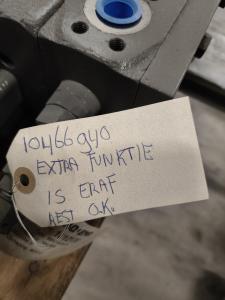 10466940
EXTRA FUNKTIE
IS ERAF
REST O.K.